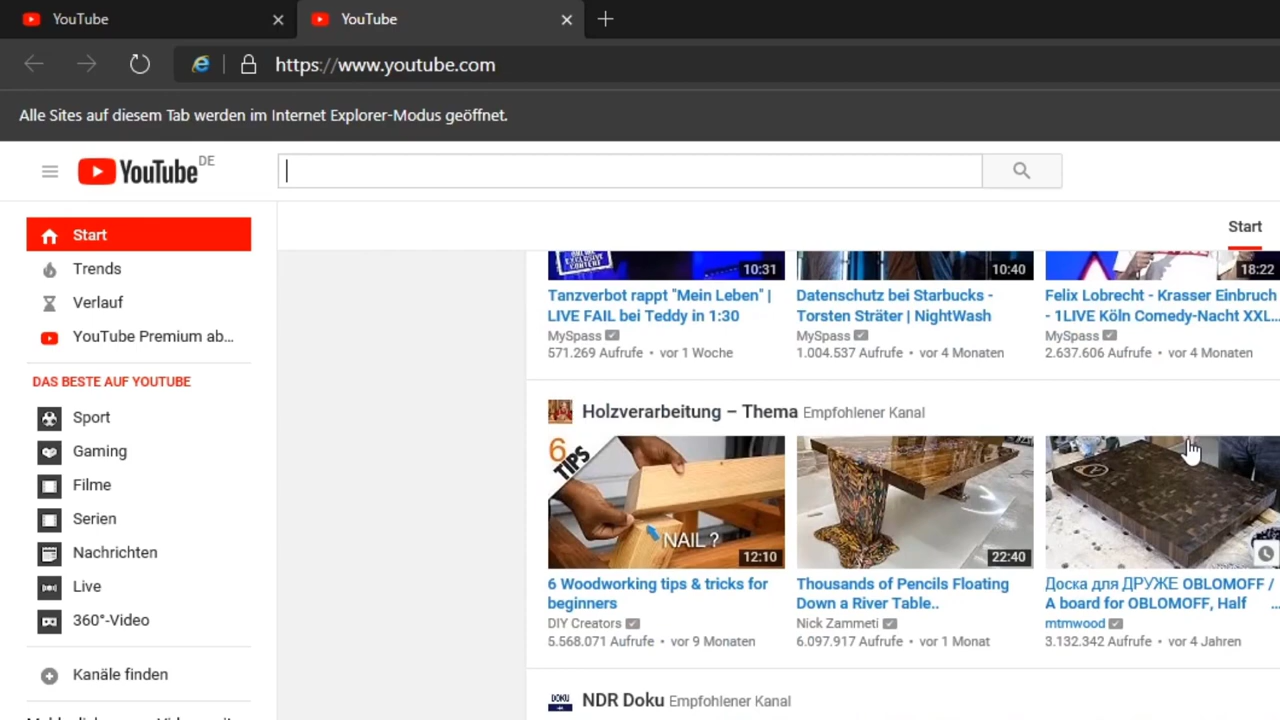 YouTube
YouTube
https://www.youtube.com
Alle Sites auf diesem Tab werden im Internet Explorer-Modus geöffnet.
YouTube DE
Start
Trends
Verlauf
YouTube Premium ab...
DAS BESTE AUF YOUTUBE
Sport
Gaming
Filme
Serien
Nachrichten
Live
360°-Video
Kanäle finden
Start
ONLINE
EXCLUSIVE
CONTENT
10:31
10:40
18:22
Tanzverbot rappt "Mein Leben" |
LIVE FAIL bei Teddy in 1:30
MySpass
571.269 Aufrufe • vor 1 Woche
Datenschutz bei Starbucks -
Torsten Sträter | NightWash
MySpass
1.004.537 Aufrufe • vor 4 Monaten
Felix Lobrecht - Krasser Einbruch
- 1LIVE Köln Comedy-Nacht XXL...
MySpass
2.637.606 Aufrufe • vor 4 Monaten
Holzverarbeitung – Thema Empfohlener Kanal
6 TIPS
NAIL ?
12:10
22:40
6 Woodworking tips & tricks for
beginners
DIY Creators
5.568.071 Aufrufe • vor 9 Monaten
Thousands of Pencils Floating
Down a River Table..
Nick Zammeti
6.097.917 Aufrufe • vor 1 Monat
Доска для ДРУЖЕ OBLOMOFF /
A board for OBLOMOFF, Half ...
mtmwood
3.132.342 Aufrufe • vor 4 Jahren
DOKU
NDR Doku Empfohlener Kanal